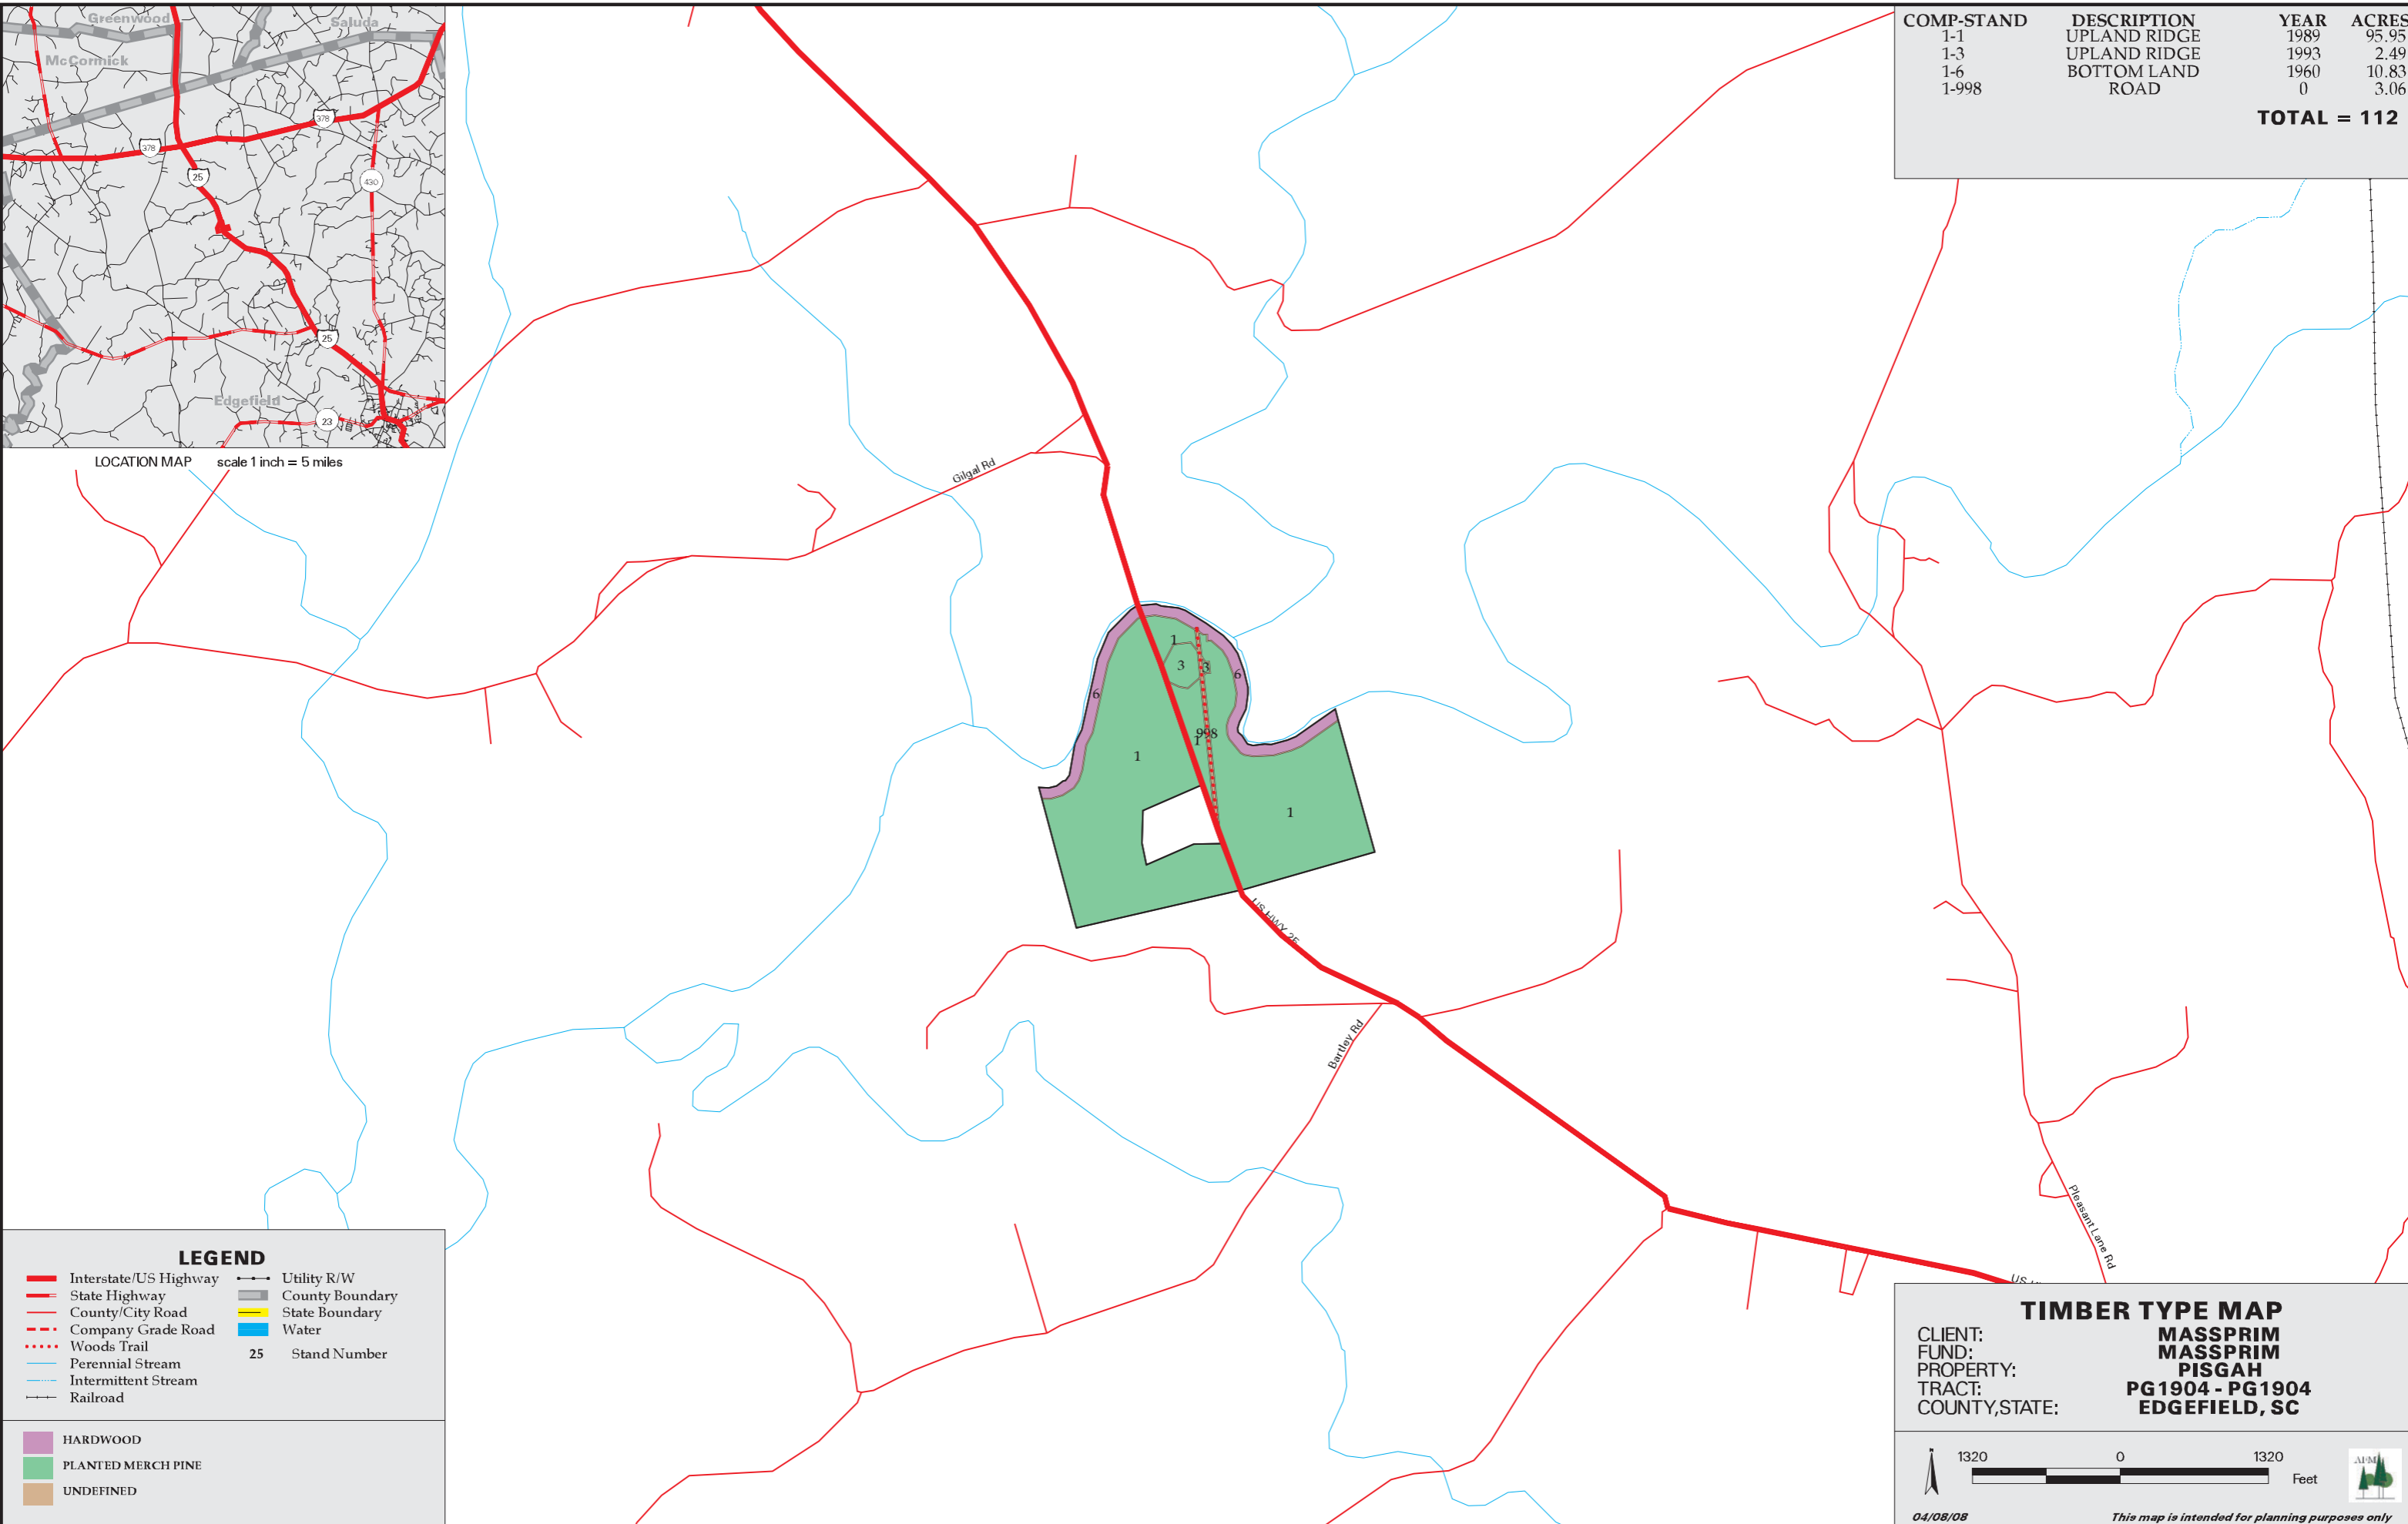 Greenwood
Saluda
McCormick
378
378
25
430
25
Edgefield
23
LOCATION MAP scale 1 inch = 5 miles
COMP-STAND DESCRIPTION YEAR ACRES
1-1 UPLAND RIDGE 1989 95.95
1-3 UPLAND RIDGE 1993 2.49
1-6 BOTTOM LAND 1960 10.83
1-998 ROAD 0 3.06
TOTAL = 112
Gilgal Rd
1
3
3
6
6
998
1
1
1
US HWY 25
Bartley Rd
Pleasant Lane Rd
US
LEGEND
Interstate/US Highway
State Highway
County/City Road
Company Grade Road
Woods Trail
Perennial Stream
Intermittent Stream
Railroad
Utility R/W
County Boundary
State Boundary
Water
25 Stand Number
HARDWOOD
PLANTED MERCH PINE
UNDEFINED
TIMBER TYPE MAP
CLIENT: MASSPRIM
FUND: MASSPRIM
PROPERTY: PISGAH
TRACT: PG1904 - PG1904
COUNTY,STATE: EDGEFIELD, SC
N
1320 0 1320
Feet
AFM
04/08/08 This map is intended for planning purposes only